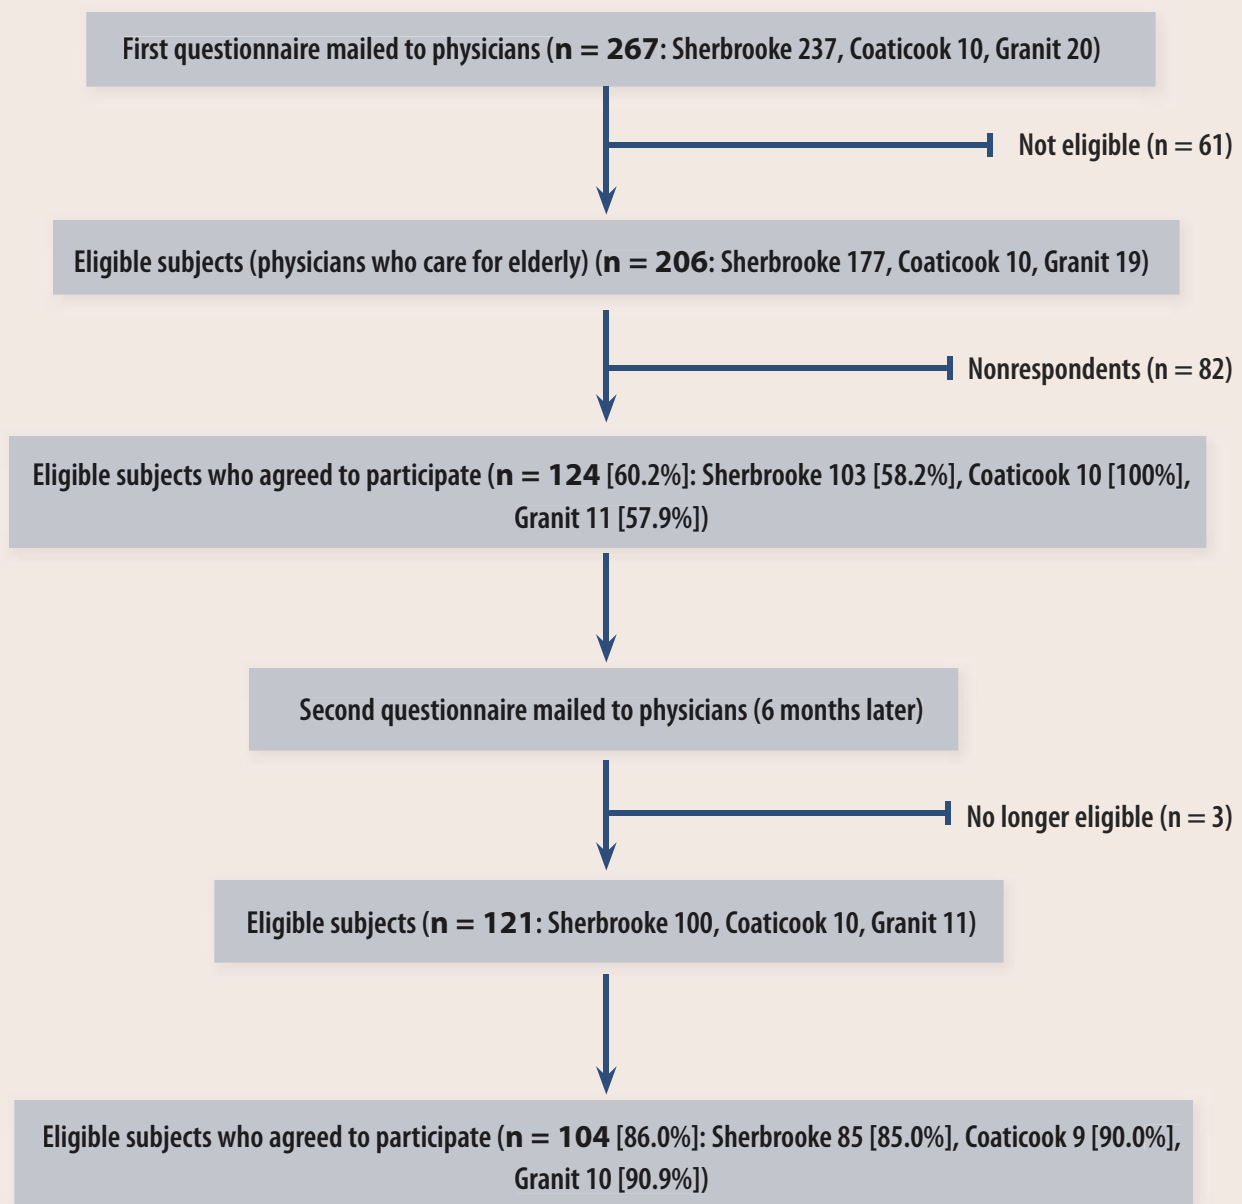 First questionnaire mailed to physicians (n = 267: Sherbrooke 237, Coaticook 10, Granit 20)
Not eligible (n = 61)
Eligible subjects (physicians who care for elderly) (n = 206: Sherbrooke 177, Coaticook 10, Granit 19)
Nonrespondents (n = 82)
Eligible subjects who agreed to participate (n = 124 [60.2%]: Sherbrooke 103 [58.2%], Coaticook 10 [100%],
Granit 11 [57.9%])
Second questionnaire mailed to physicians (6 months later)
No longer eligible (n = 3)
Eligible subjects (n = 121: Sherbrooke 100, Coaticook 10, Granit 11)
Eligible subjects who agreed to participate (n = 104 [86.0%]: Sherbrooke 85 [85.0%], Coaticook 9 [90.0%],
Granit 10 [90.9%])